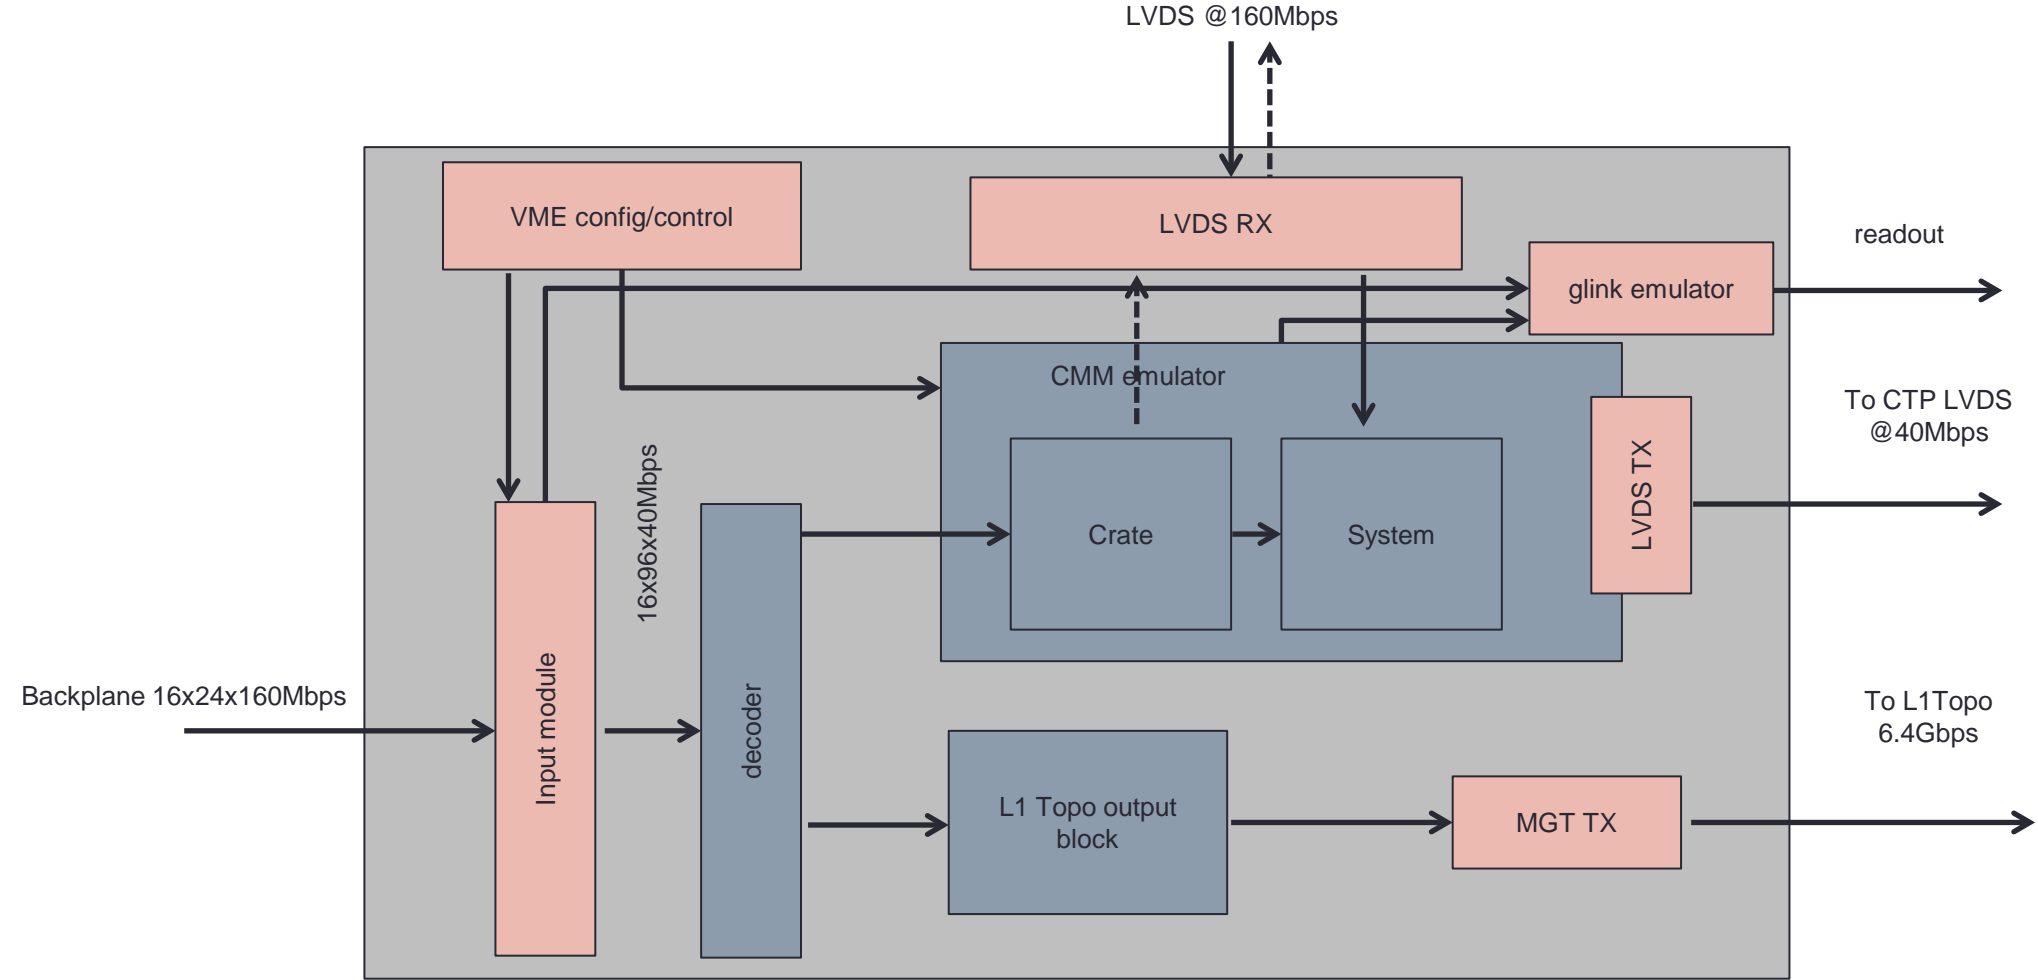 LVDS @160Mbps
VME config/control
LVDS RX
readout
glink emulator
CMM emulator
To CTP LVDS
@40Mbps
16x96x40Mbps
LVDS TX
Crate
System
Backplane 16x24x160Mbps
Input module
decoder
To L1Topo
6.4Gbps
L1 Topo output
block
MGT TX